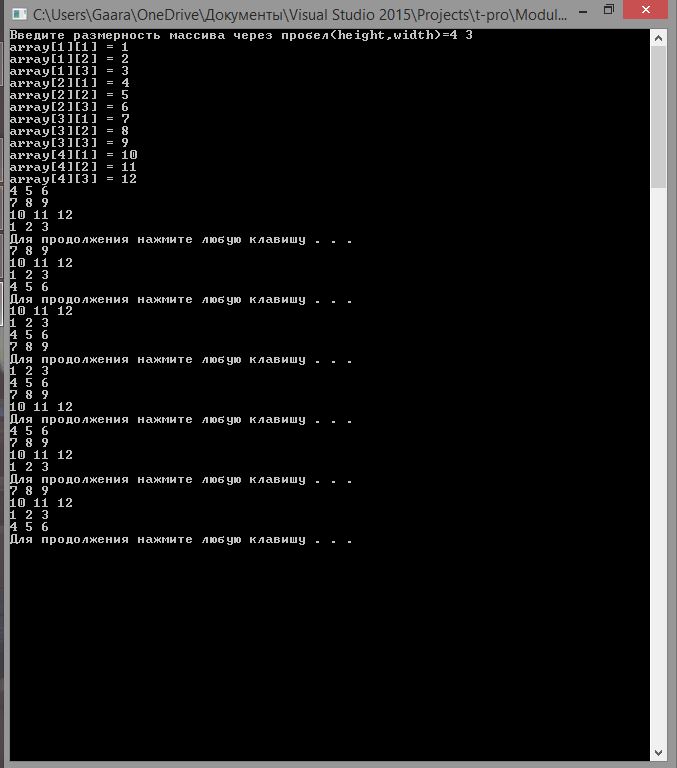 C:\Users\Gaara\OneDrive\Документы\Visual Studio 2015\Projects\t-pro\Modul...
Введите размерность массива через пробел(height,width)=4 3
array[1][1] = 1
array[1][2] = 2
array[1][3] = 3
array[2][1] = 4
array[2][2] = 5
array[2][3] = 6
array[3][1] = 7
array[3][2] = 8
array[3][3] = 9
array[4][1] = 10
array[4][2] = 11
array[4][3] = 12
4 5 6
7 8 9
10 11 12
1 2 3
Для продолжения нажмите любую клавишу . . .
7 8 9
10 11 12
1 2 3
4 5 6
Для продолжения нажмите любую клавишу . . .
10 11 12
1 2 3
4 5 6
7 8 9
Для продолжения нажмите любую клавишу . . .
1 2 3
4 5 6
7 8 9
10 11 12
Для продолжения нажмите любую клавишу . . .
4 5 6
7 8 9
10 11 12
1 2 3
Для продолжения нажмите любую клавишу . . .
7 8 9
10 11 12
1 2 3
4 5 6
Для продолжения нажмите любую клавишу . . .